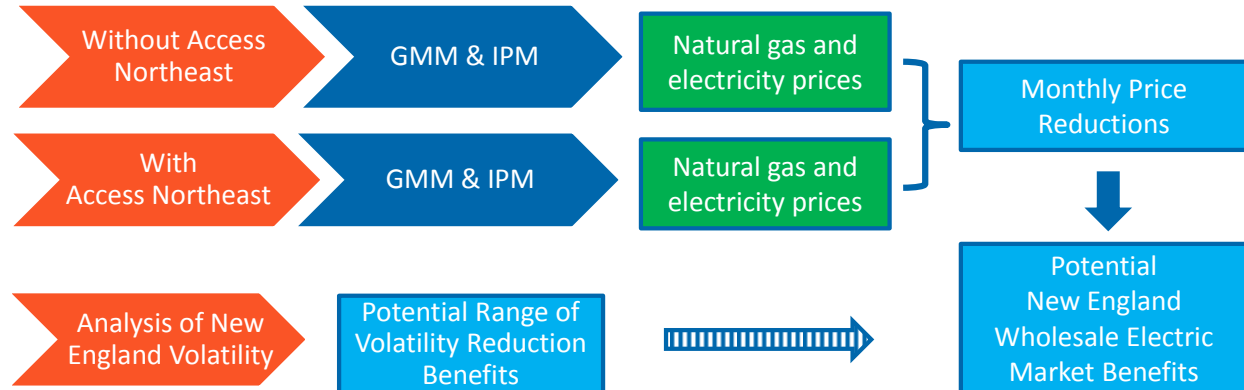 Without Access
Northeast
GMM & IPM
Natural gas and
electricity prices
With
Access Northeast
GMM & IPM
Natural gas and
electricity prices
Monthly Price
Reductions
Analysis of New
England Volatility
Potential Range of
Volatility Reduction
Benefits
Potential
New England
Wholesale Electric
Market Benefits